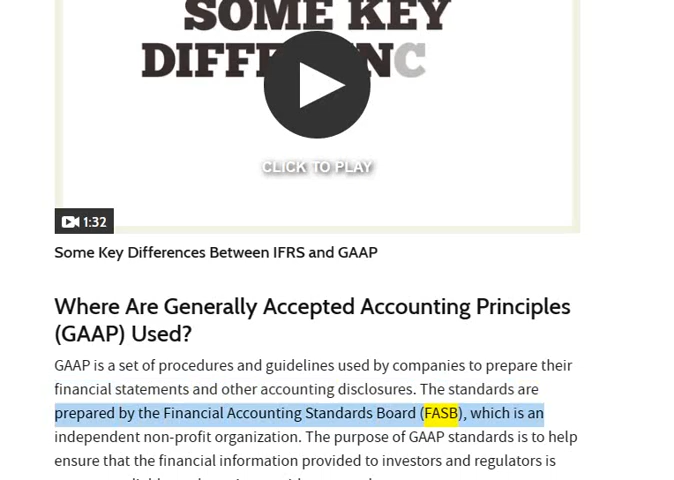 SOME KEY
DIFFE NC
CLICK TO PLAY
1:32
Some Key Differences Between IFRS and GAAP
Where Are Generally Accepted Accounting Principles
(GAAP) Used?
GAAP is a set of procedures and guidelines used by companies to prepare their
financial statements and other accounting disclosures. The standards are
prepared by the Financial Accounting Standards Board (FASB), which is an
independent non-profit organization. The purpose of GAAP standards is to help
ensure that the financial information provided to investors and regulators is